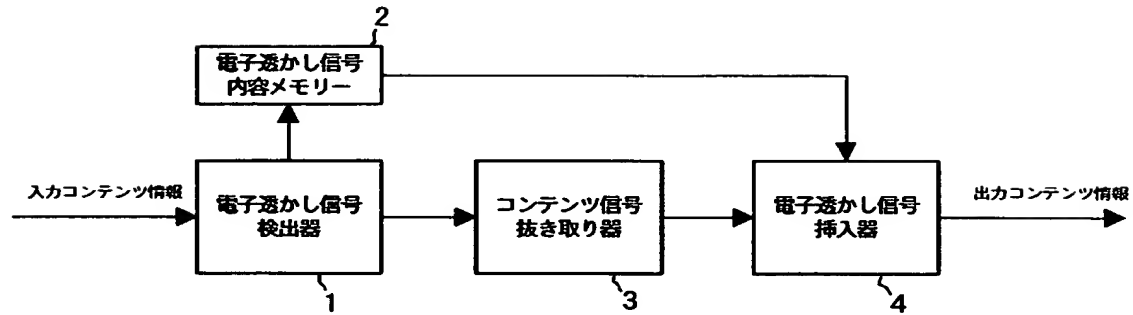 2
電子透かし信号
内容メモリー
入力コンテンツ情報
電子透かし信号
検出器
コンテンツ信号
抜き取り器
電子透かし信号
挿入器
出力コンテンツ情報
1
3
4